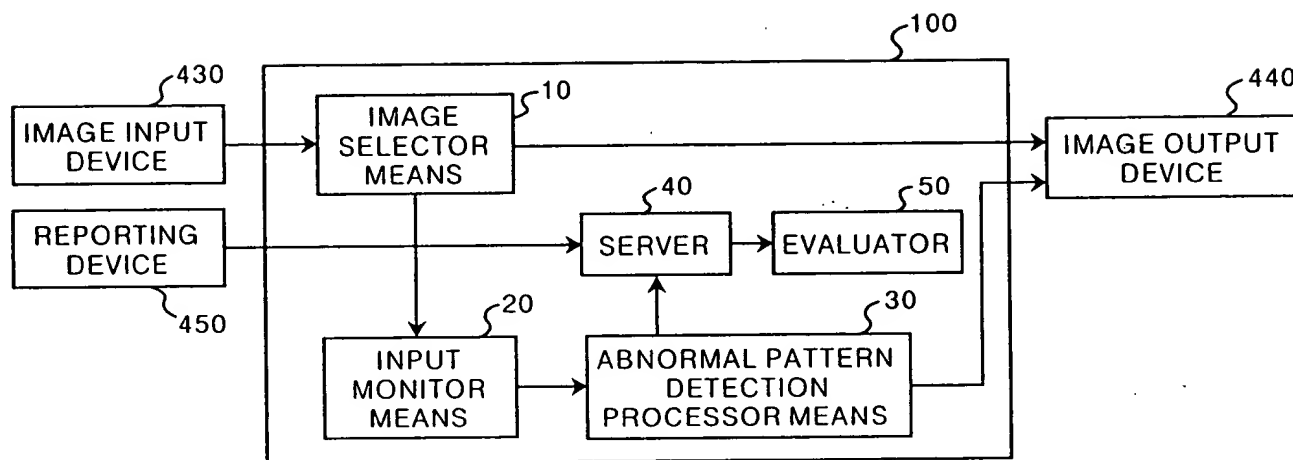 100
430
IMAGE INPUT
DEVICE
10
IMAGE
SELECTOR
MEANS
440
IMAGE OUTPUT
DEVICE
REPORTING
DEVICE
450
40
SERVER
50
EVALUATOR
20
INPUT
MONITOR
MEANS
30
ABNORMAL PATTERN
DETECTION
PROCESSOR MEANS